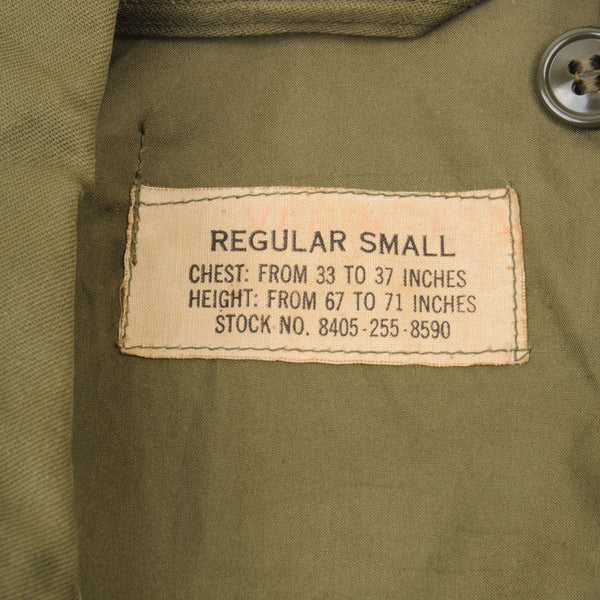 REGULAR SMALL
CHEST: FROM 33 TO 37 INCHES
HEIGHT: FROM 67 TO 71 INCHES
STOCK NO. 8405-255-8590